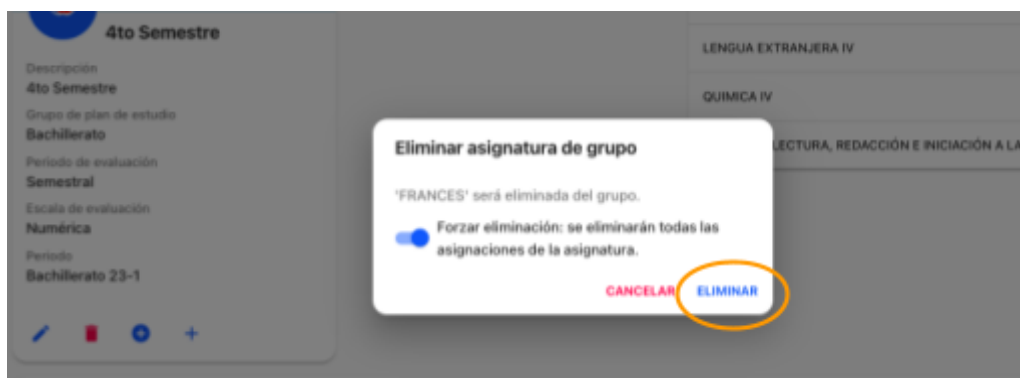 4to Semestre
Descripción
4to Semestre
Grupo de plan de estudio
Bachillerato
Periodo de evaluación
Semestral
Escala de evaluación
Numérica
Periodo
Bachillerato 23-1
LENGUA EXTRANJERA IV
QUIMICA IV
LECTURA, REDACCIÓN E INICIACIÓN A LA
Eliminar asignatura de grupo
'FRANCES' será eliminada del grupo.
Forzar eliminación: se eliminarán todas las
asignaciones de la asignatura.
CANCELAR ELIMINAR